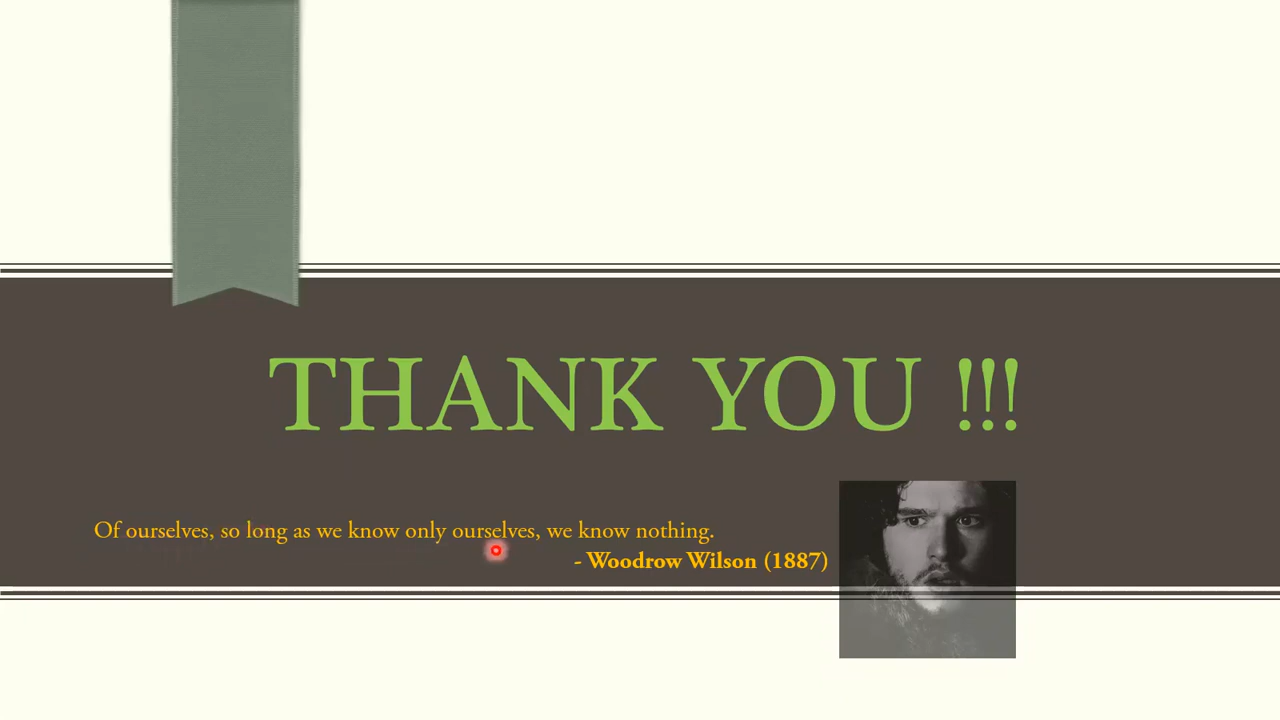 THANK YOU !!!
Of ourselves, so long as we know only ourselves, we know nothing.
- Woodrow Wilson (1887)